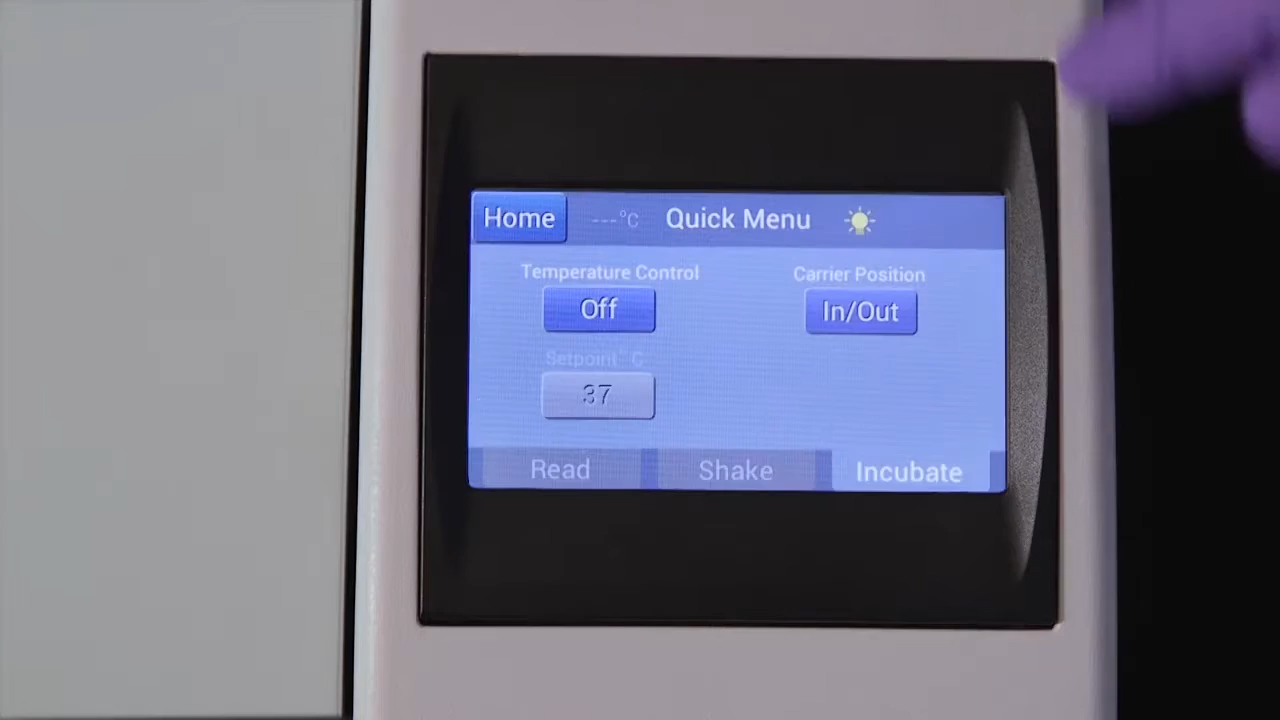 Home ---°C Quick Menu
Temperature Control Carrier Position
Off In/Out
Setpoint °C
37
Read Shake Incubate